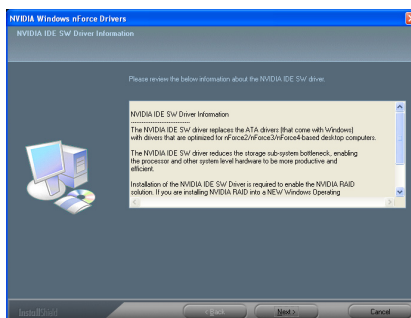 NVIDIA Windows nForce Drivers
NVIDIA IDE SW Driver Information
Please review the below information about the NVIDIA IDE SW driver.
NVIDIA IDE SW Driver Information
------------------------------
The NVIDIA IDE SW driver replaces the ATA drivers (that come with Windows)
with drivers that are optimized for nForce2/nForce3/nForce4-based desktop computers.
The NVIDIA IDE SW driver reduces the storage sub-system bottleneck, enabling
the processor and other system level hardware to be more productive and
efficient.
Installation of the NVIDIA IDE SW Driver is required to enable the NVIDIA RAID
solution. If you are installing NVIDIA RAID into a NEW Windows Operating
InstallShield
< Back
Next >
Cancel